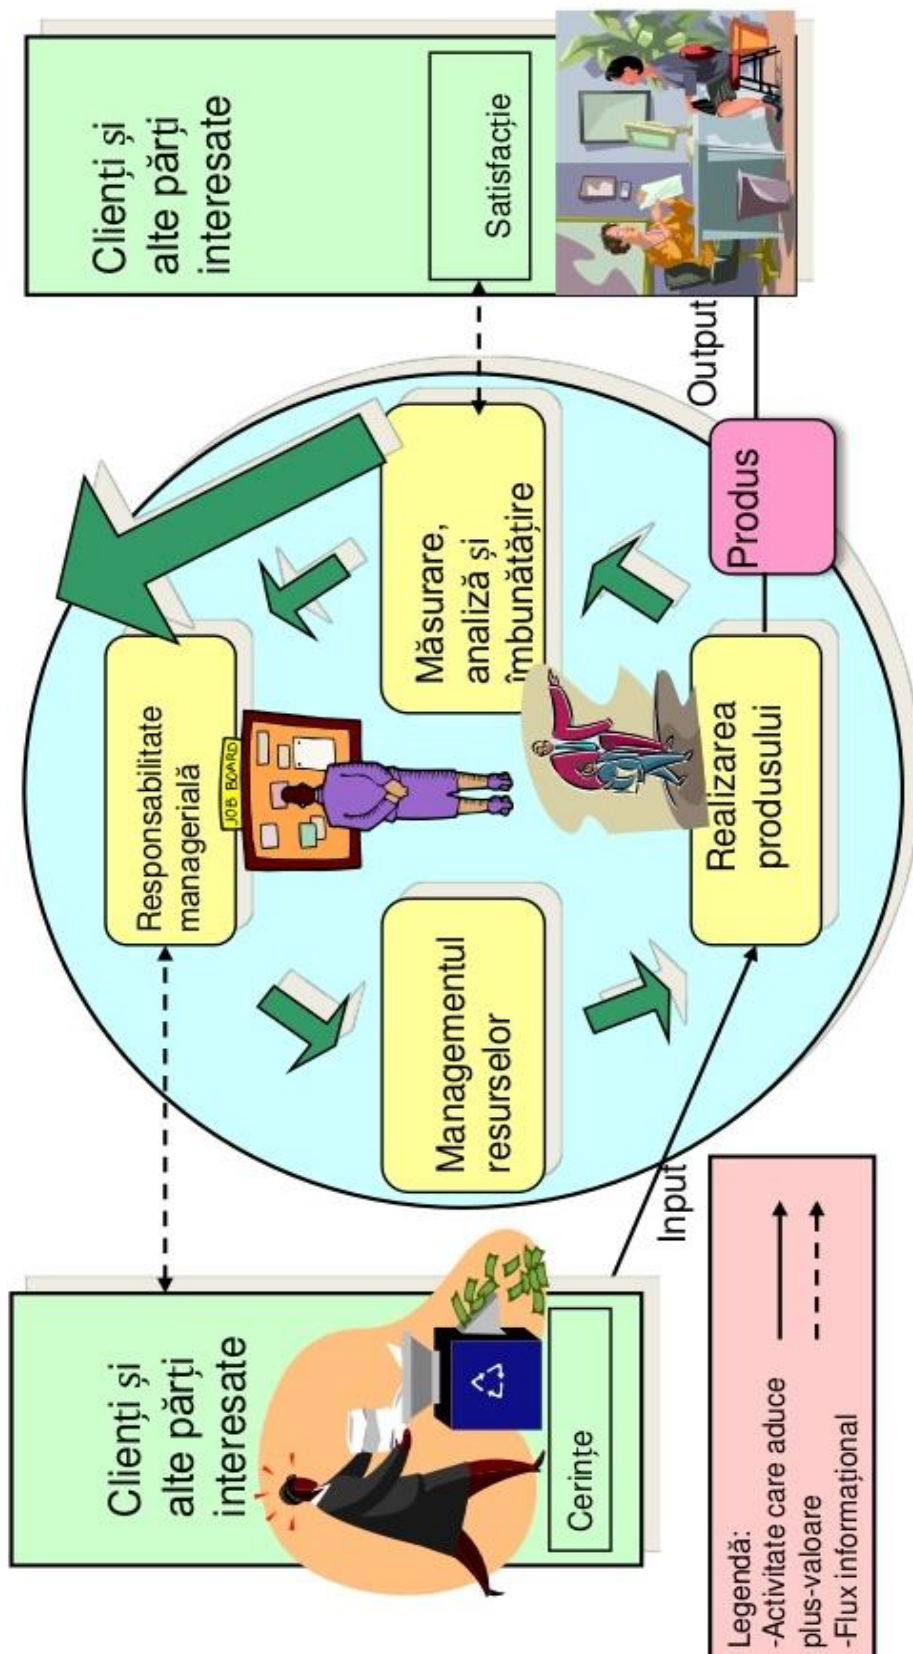 Clienți și
alte părți
interesate
Cerințe
Responsabilitate
managerială
JOB BOARD
Managementul
resurselor
Măsurare,
analiză și
îmbunătățire
Realizarea
produsului
Input
Produs
Output
Clienți și
alte părți
interesate
Satisfacție
Legendă:
-Activitate care aduce
plus-valoare
-Flux informațional